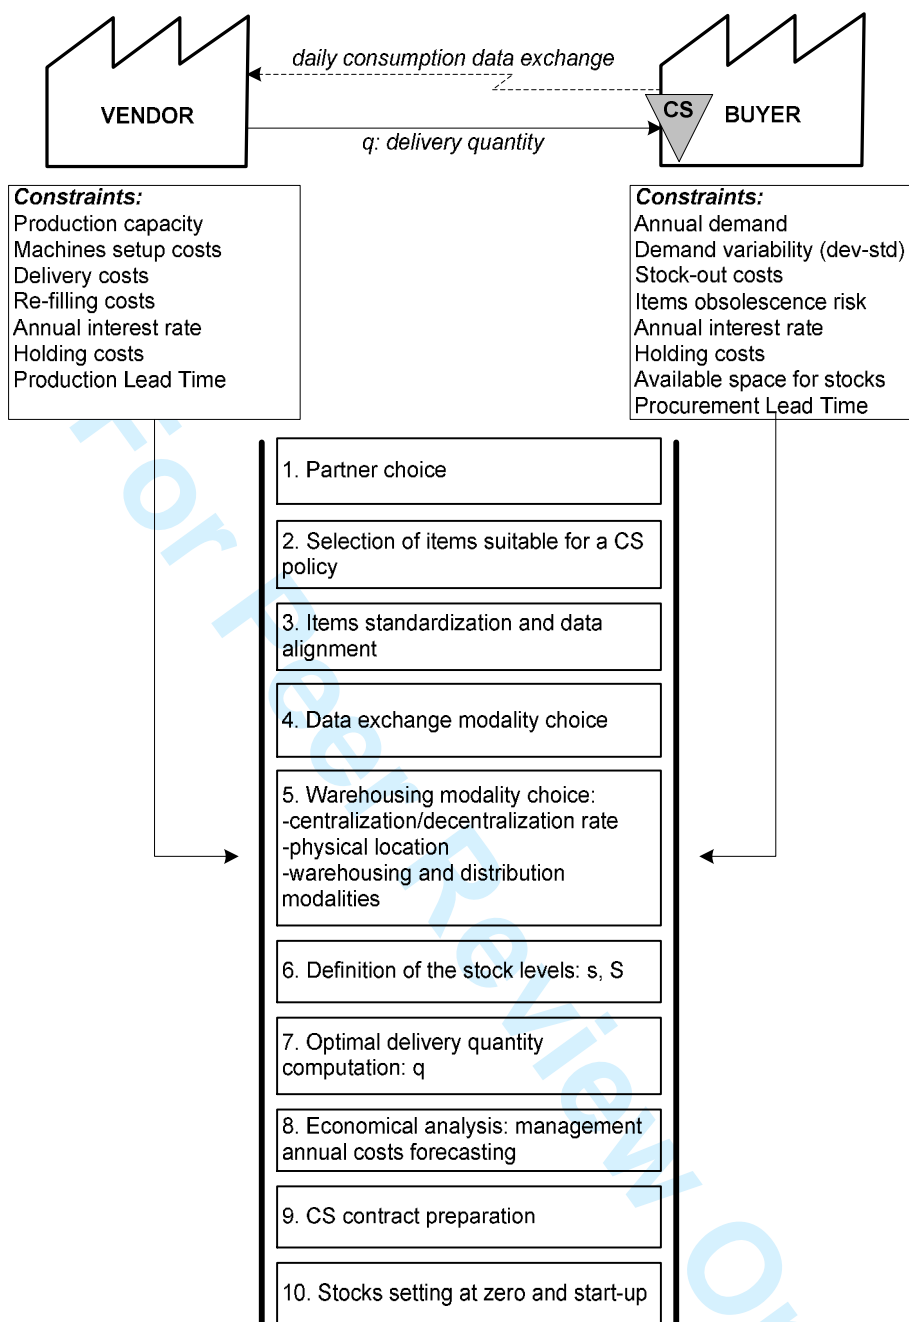 daily consumption data exchange
VENDOR
CS
BUYER
q: delivery quantity
Constraints:
Production capacity
Machines setup costs
Delivery costs
Re-filling costs
Annual interest rate
Holding costs
Production Lead Time
Constraints:
Annual demand
Demand variability (dev-std)
Stock-out costs
Items obsolescence risk
Annual interest rate
Holding costs
Available space for stocks
Procurement Lead Time
1. Partner choice
2. Selection of items suitable for a CS
policy
3. Items standardization and data
alignment
4. Data exchange modality choice
5. Warehousing modality choice:
-centralization/decentralization rate
-physical location
-warehousing and distribution
modalities
6. Definition of the stock levels: s, S
7. Optimal delivery quantity
computation: q
8. Economical analysis: management
annual costs forecasting
9. CS contract preparation
10. Stocks setting at zero and start-up
For Peer Review